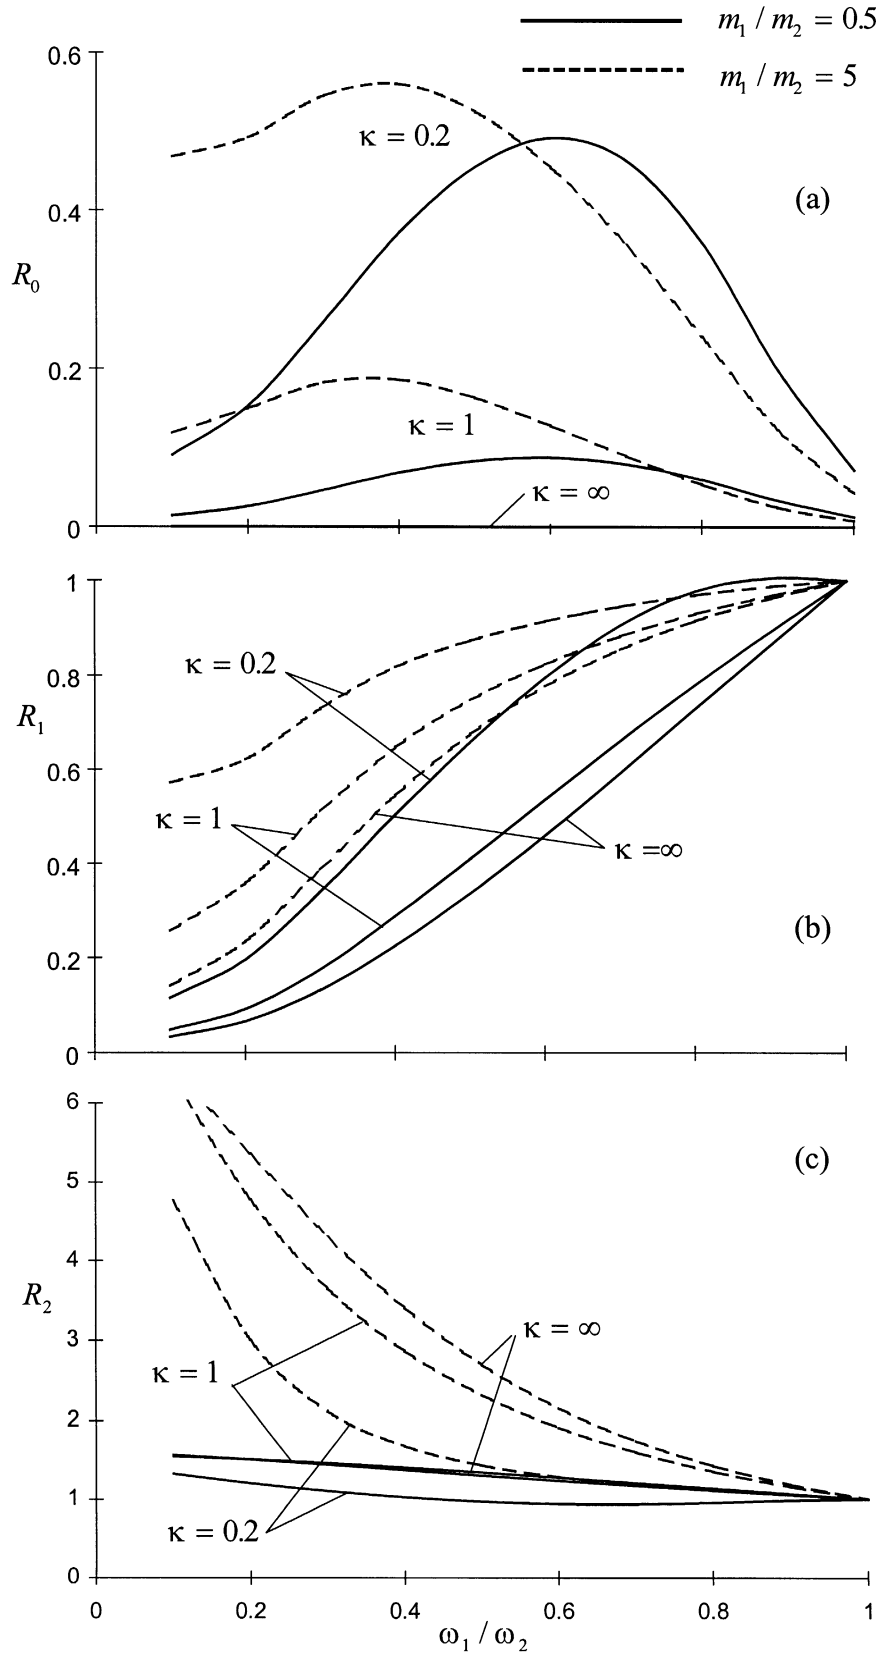 m₁ / m₂ = 0.5
m₁ / m₂ = 5
0.6
κ = 0.2
(a)
0.4
R₀
0.2
κ = 1
κ = ∞
0
1
κ = 0.2
0.8
R₁
0.6
κ = 1
κ =∞
0.4
(b)
0.2
0
6
(c)
5
4
R₂
κ = ∞
3
κ = 1
2
1
κ = 0.2
0
0 0.2 0.4 0.6 0.8 1
ω₁ / ω₂